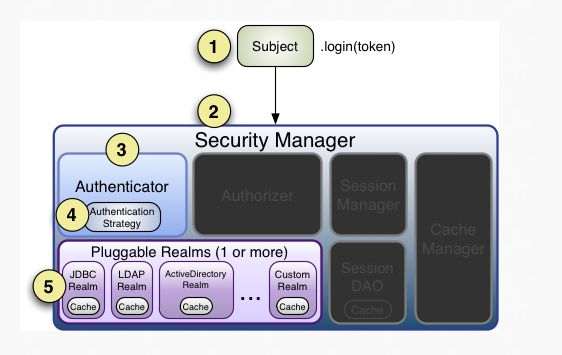 1
Subject
.login(token)
2
Security Manager
3
Authenticator
4
Authentication
Strategy
Authorizer
Session
Manager
Cache
Manager
Pluggable Realms (1 or more)
5
JDBC
Realm
Cache
LDAP
Realm
Cache
ActiveDirectory
Realm
Cache
...
Custom
Realm
Cache
Session
DAO
Cache